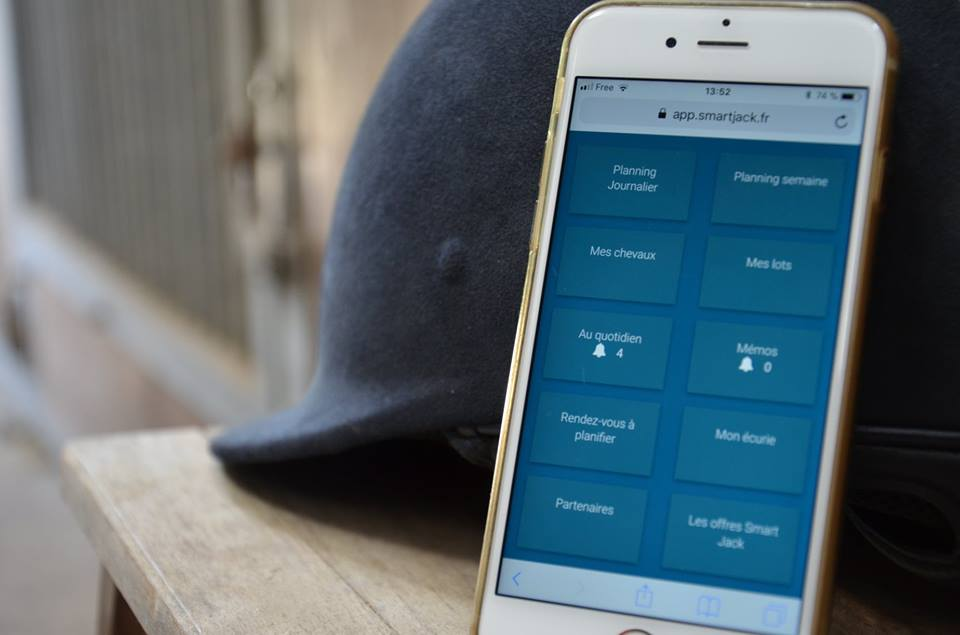 Free 13:52 74 %
app.smartjack.fr
Planning
Journalier
Planning semaine
Mes chevaux
Mes lots
Au quotidien
4
Mémos
0
Rendez-vous à
planifier
Mon écurie
Partenaires
Les offres Smart
Jack